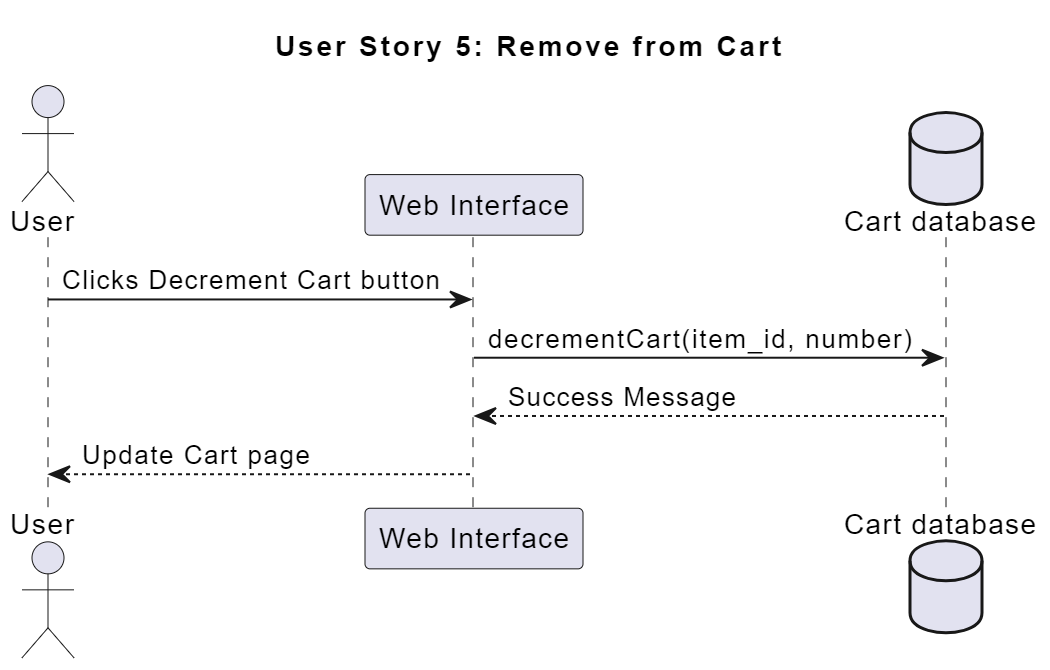 User Story 5: Remove from Cart
User
Web Interface
Cart database
Clicks Decrement Cart button
decrementCart(item_id, number)
Success Message
Update Cart page
User
Web Interface
Cart database